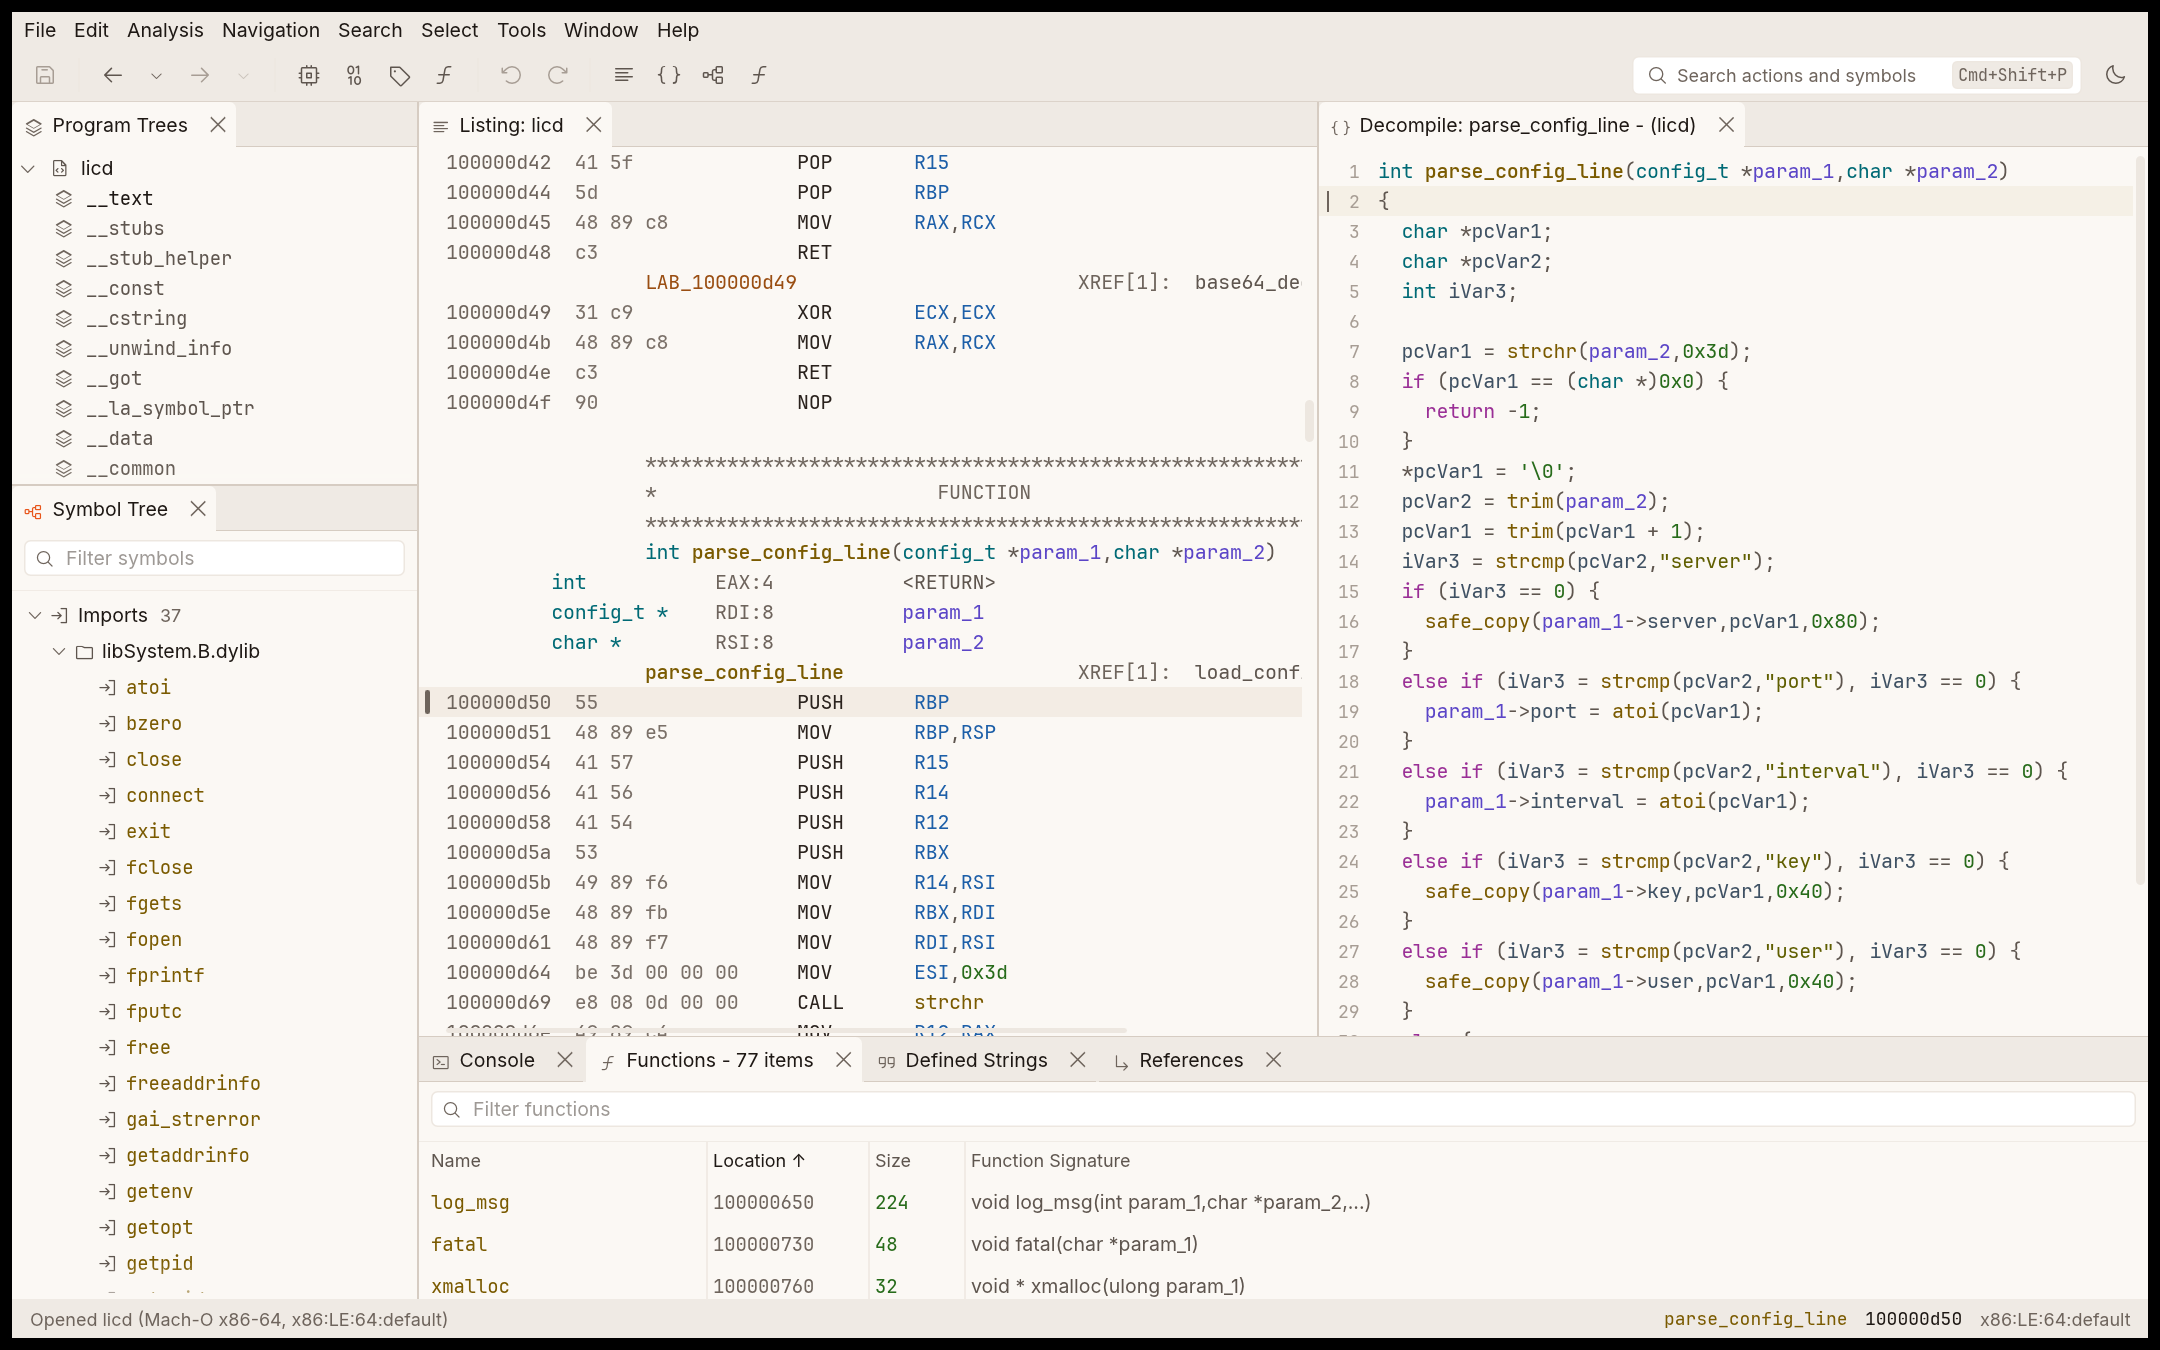 File Edit Analysis Navigation Search Select Tools Window Help
Search actions and symbols Cmd+Shift+P
Program Trees
licd
__text
__stubs
__stub_helper
__const
__cstring
__unwind_info
__got
__la_symbol_ptr
__data
__common
Symbol Tree
Filter symbols
Imports 37
libSystem.B.dylib
atoi
bzero
close
connect
exit
fclose
fgets
fopen
fprintf
fputc
free
freeaddrinfo
gai_strerror
getaddrinfo
getenv
getopt
getpid
Listing: licd
100000d42 41 5f POP R15
100000d44 5d POP RBP
100000d45 48 89 c8 MOV RAX,RCX
100000d48 c3 RET
LAB_100000d49 XREF[1]: base64_de
100000d49 31 c9 XOR ECX,ECX
100000d4b 48 89 c8 MOV RAX,RCX
100000d4e c3 RET
100000d4f 90 NOP
********************************************************
* FUNCTION
********************************************************
int parse_config_line(config_t *param_1,char *param_2)
int EAX:4 <RETURN>
config_t * RDI:8 param_1
char * RSI:8 param_2
parse_config_line XREF[1]: load_conf
100000d50 55 PUSH RBP
100000d51 48 89 e5 MOV RBP,RSP
100000d54 41 57 PUSH R15
100000d56 41 56 PUSH R14
100000d58 41 54 PUSH R12
100000d5a 53 PUSH RBX
100000d5b 49 89 f6 MOV R14,RSI
100000d5e 48 89 fb MOV RBX,RDI
100000d61 48 89 f7 MOV RDI,RSI
100000d64 be 3d 00 00 00 MOV ESI,0x3d
100000d69 e8 08 0d 00 00 CALL strchr
Decompile: parse_config_line - (licd)
1 int parse_config_line(config_t *param_1,char *param_2)
2 {
3 char *pcVar1;
4 char *pcVar2;
5 int iVar3;
6
7 pcVar1 = strchr(param_2,0x3d);
8 if (pcVar1 == (char *)0x0) {
9 return -1;
10 }
11 *pcVar1 = '\0';
12 pcVar2 = trim(param_2);
13 pcVar1 = trim(pcVar1 + 1);
14 iVar3 = strcmp(pcVar2,"server");
15 if (iVar3 == 0) {
16 safe_copy(param_1->server,pcVar1,0x80);
17 }
18 else if (iVar3 = strcmp(pcVar2,"port"), iVar3 == 0) {
19 param_1->port = atoi(pcVar1);
20 }
21 else if (iVar3 = strcmp(pcVar2,"interval"), iVar3 == 0) {
22 param_1->interval = atoi(pcVar1);
23 }
24 else if (iVar3 = strcmp(pcVar2,"key"), iVar3 == 0) {
25 safe_copy(param_1->key,pcVar1,0x40);
26 }
27 else if (iVar3 = strcmp(pcVar2,"user"), iVar3 == 0) {
28 safe_copy(param_1->user,pcVar1,0x40);
29 }
Console Functions - 77 items Defined Strings References
Filter functions
Name Location ↑ Size Function Signature
log_msg 100000650 224 void log_msg(int param_1,char *param_2,...)
fatal 100000730 48 void fatal(char *param_1)
xmalloc 100000760 32 void * xmalloc(ulong param_1)
Opened licd (Mach-O x86-64, x86:LE:64:default)
parse_config_line 100000d50 x86:LE:64:default